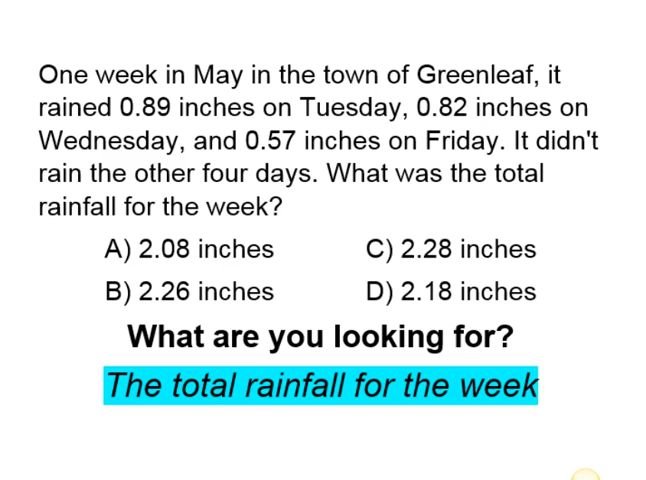 One week in May in the town of Greenleaf, it
rained 0.89 inches on Tuesday, 0.82 inches on
Wednesday, and 0.57 inches on Friday. It didn't
rain the other four days. What was the total
rainfall for the week?
A) 2.08 inches C) 2.28 inches
B) 2.26 inches D) 2.18 inches
What are you looking for?
The total rainfall for the week